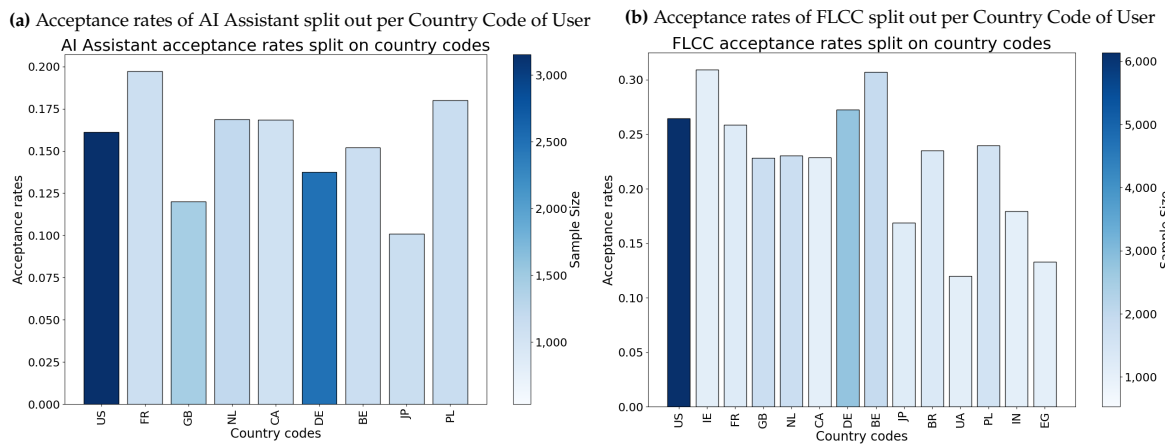 (a) Acceptance rates of AI Assistant split out per Country Code of User
AI Assistant acceptance rates split on country codes
Acceptance rates
0.200
0.175
0.150
0.125
0.100
0.075
0.050
0.025
0.000
US FR GB NL CA DE BE JP PL
Country codes
3,000
2,500
2,000
1,500
1,000
Sample Size
(b) Acceptance rates of FLCC split out per Country Code of User
FLCC acceptance rates split on country codes
Acceptance rates
0.30
0.25
0.20
0.15
0.10
0.05
0.00
US IE FR GB NL CA DE BE JP BR UA PL IN EG
Country codes
6,000
5,000
4,000
3,000
2,000
1,000
Sample Size